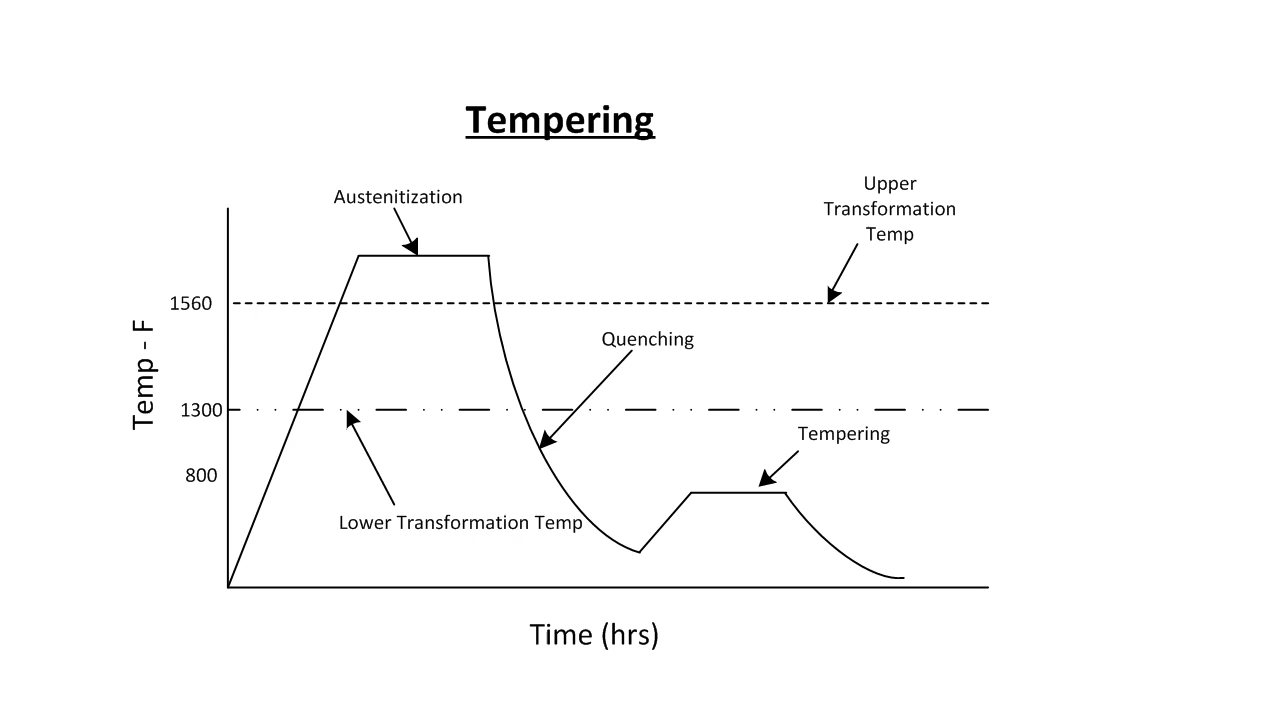 Tempering
Austenitization
Upper
Transformation
Temp
1560
Quenching
Temp - F
1300
Tempering
800
Lower Transformation Temp
Time (hrs)